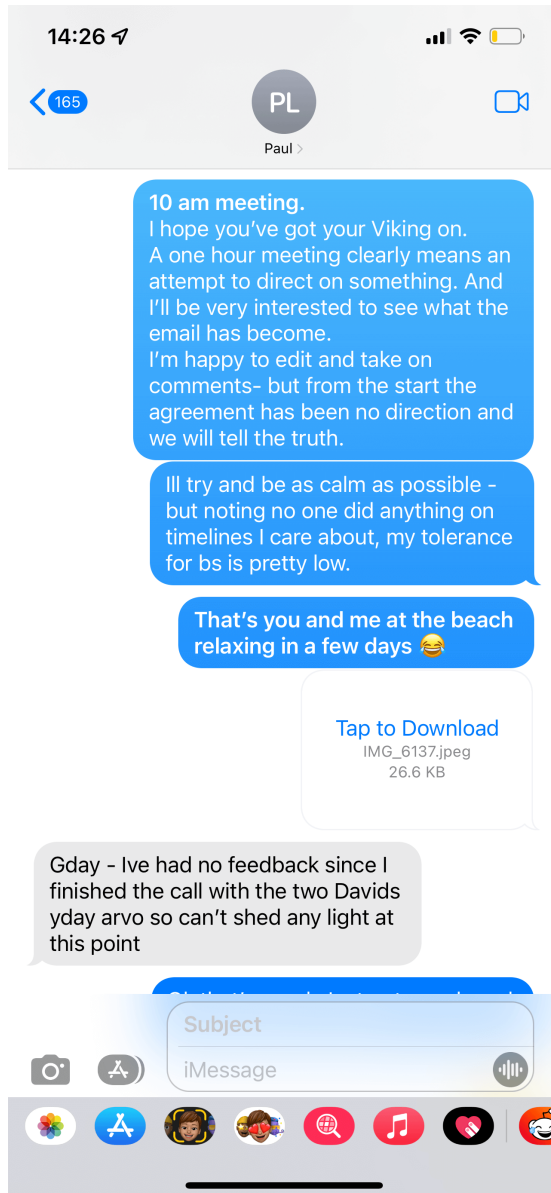 14:26
165
PL
Paul
10 am meeting.
I hope you've got your Viking on.
A one hour meeting clearly means an
attempt to direct on something. And
I'll be very interested to see what the
email has become.
I'm happy to edit and take on
comments- but from the start the
agreement has been no direction and
we will tell the truth.
Ill try and be as calm as possible -
but noting no one did anything on
timelines I care about, my tolerance
for bs is pretty low.
That's you and me at the beach
relaxing in a few days 😂
Tap to Download
IMG_6137.jpeg
26.6 KB
Gday - Ive had no feedback since I
finished the call with the two Davids
yday arvo so can't shed any light at
this point
Subject
iMessage